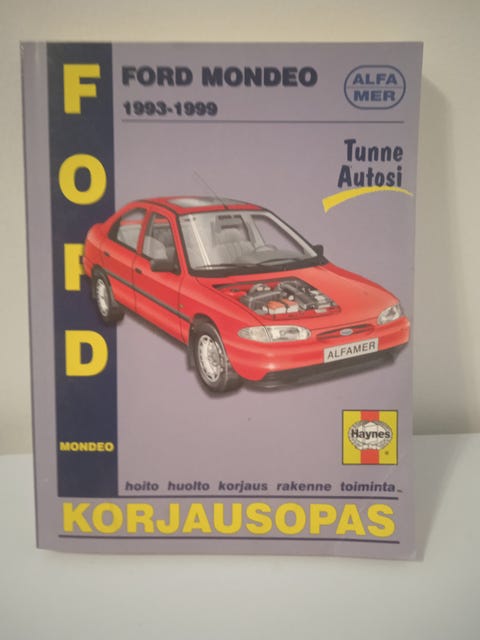 FORD
FORD MONDEO
1993-1999
ALFA
MER
Tunne
Autosi
ALFAMER
Haynes
MONDEO
hoito huolto korjaus rakenne toiminta
KORJAUSOPAS